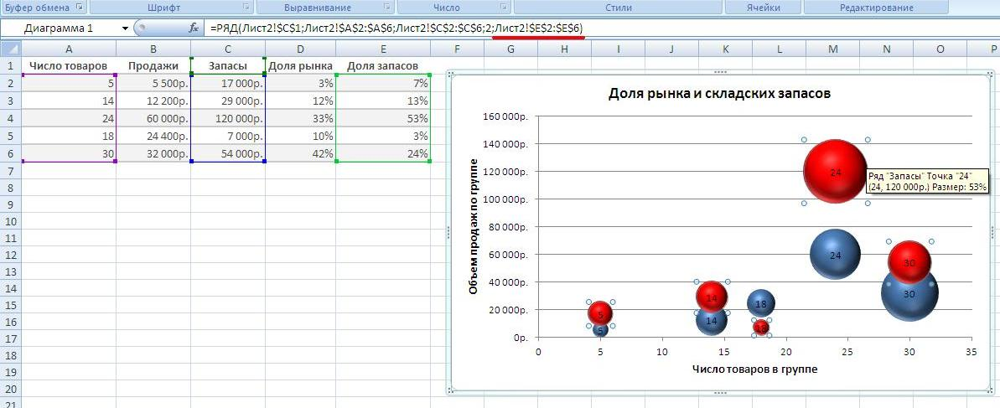 Буфер обмена Шрифт Выравнивание Число Стили Ячейки Редактирование
Диаграмма 1 fx =РЯД(Лист2!$C$1;Лист2!$A$2:$A$6;Лист2!$C$2:$C$6;2;Лист2!$E$2:$E$6)
A B C D E F G H I J K L M N O P
1 Число товаров Продажи Запасы Доля рынка Доля запасов
2 5 5 500р. 17 000р. 3% 7%
3 14 12 200р. 29 000р. 12% 13%
4 24 60 000р. 120 000р. 33% 53%
5 18 24 400р. 7 000р. 10% 3%
6 30 32 000р. 54 000р. 42% 24%
7
8
9
10
11
12
13
14
15
16
17
18
19
20
21
Доля рынка и складских запасов
Объем продаж по группе
160 000р.
140 000р.
120 000р.
100 000р.
80 000р.
60 000р.
40 000р.
20 000р.
0р.
24
Ряд "Запасы" Точка "24"
(24, 120 000р.) Размер: 53%
24
30
30
14
18
14
5
18
5
0 5 10 15 20 25 30 35
Число товаров в группе